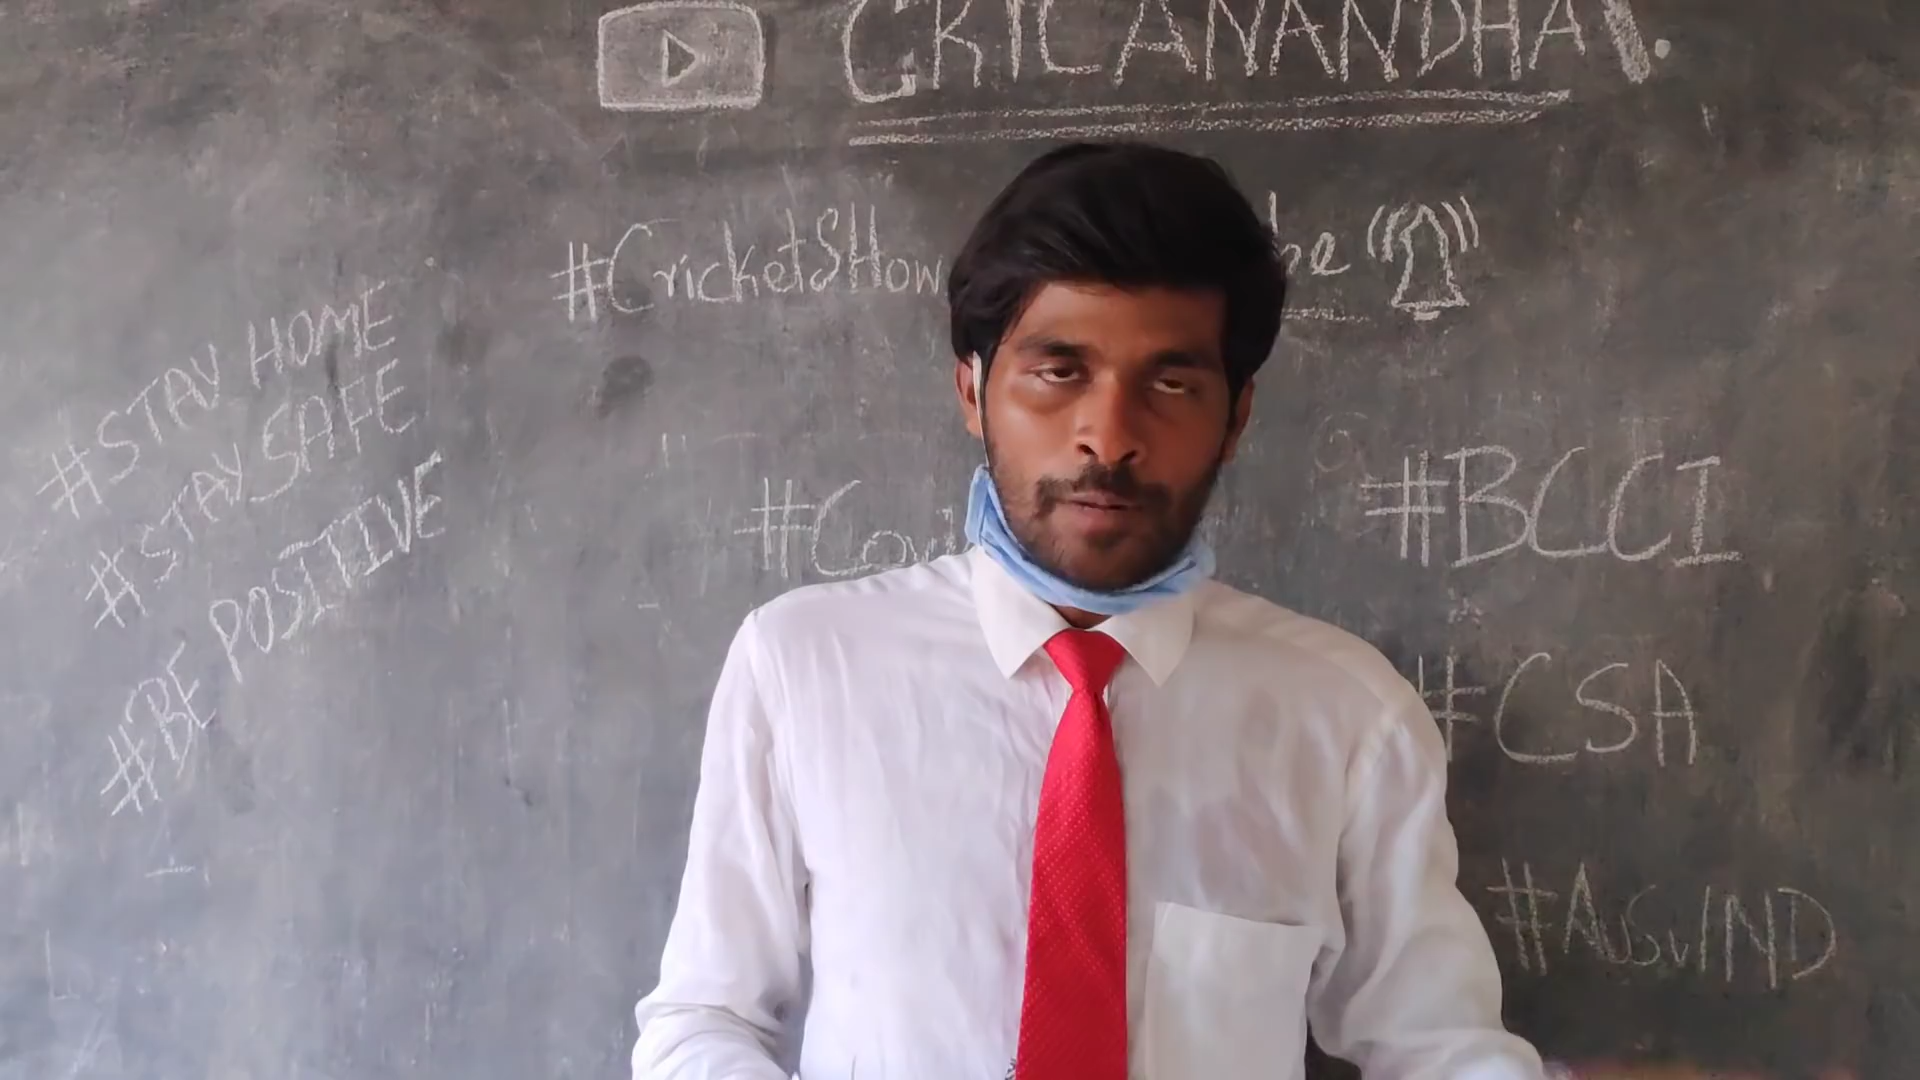 CRICANANDHA
#CricketSHow
#STAY HOME
#STAY SAFE
#BE POSITIVE
#BCCI
#CSA
#AUSvIND